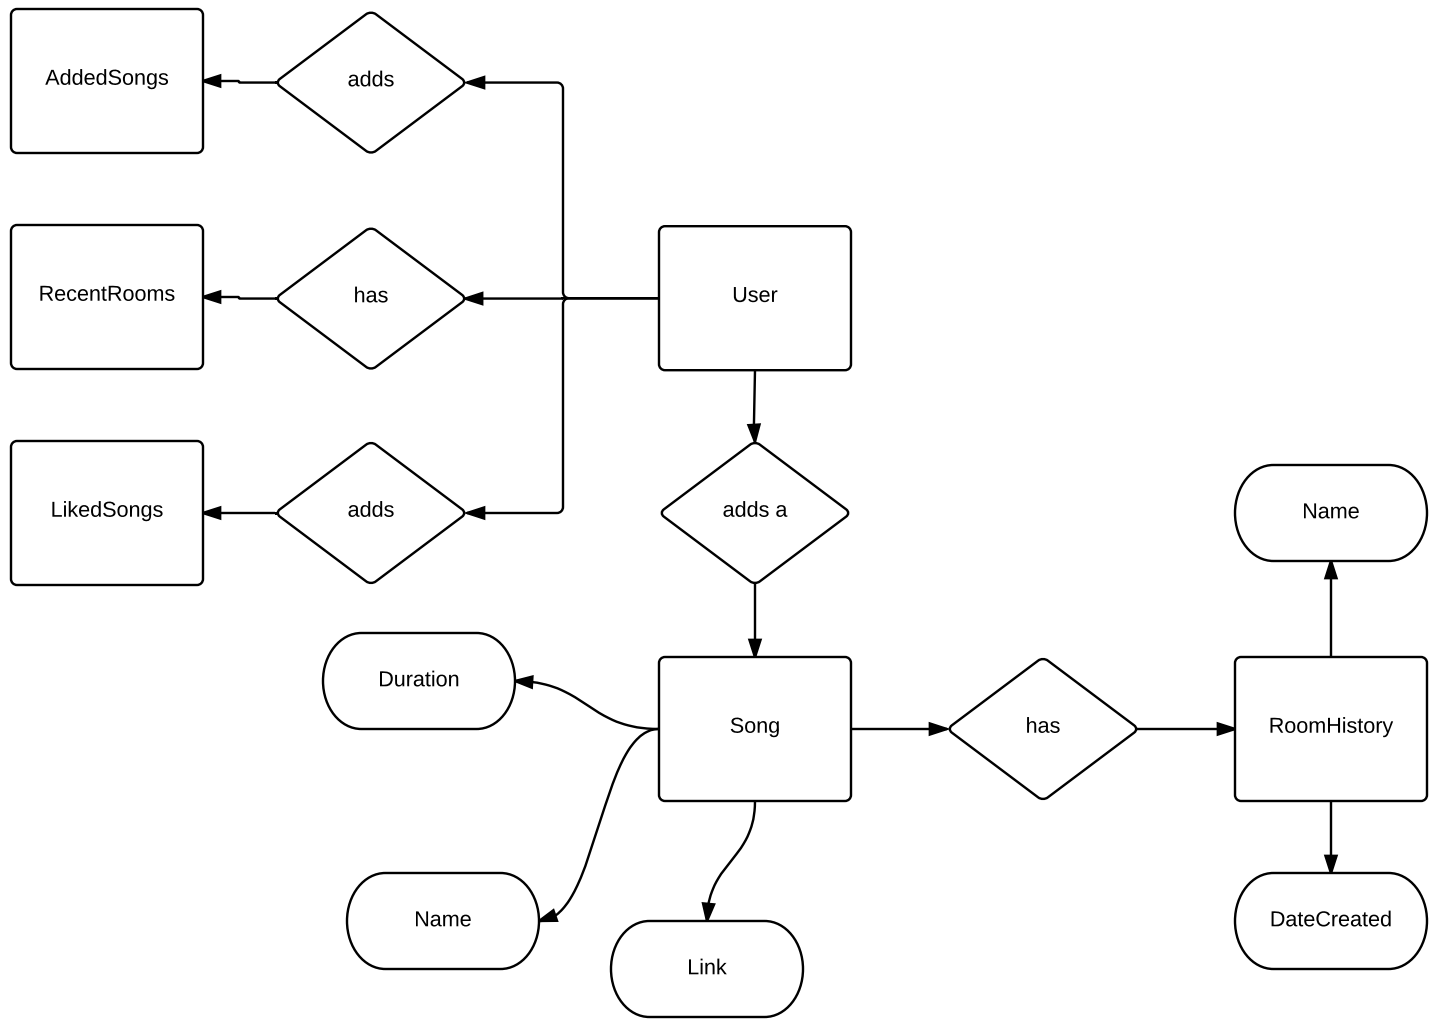 AddedSongs
adds
RecentRooms
has
User
LikedSongs
adds
adds a
Name
Duration
Song
has
RoomHistory
Name
Link
DateCreated